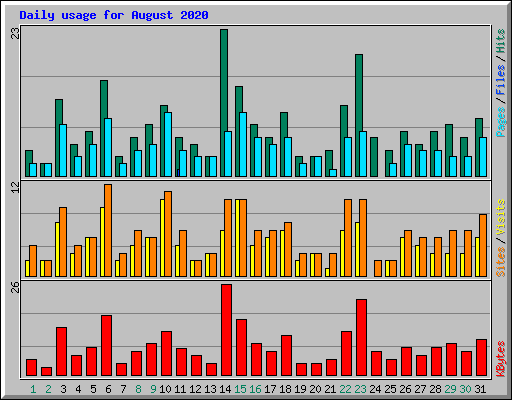 Daily usage for August 2020
23
Pages / Files / Hits
12
Sites / Visits
26
KBytes
1 2 3 4 5 6 7 8 9 10 11 12 13 14 15 16 17 18 19 20 21 22 23 24 25 26 27 28 29 30 31